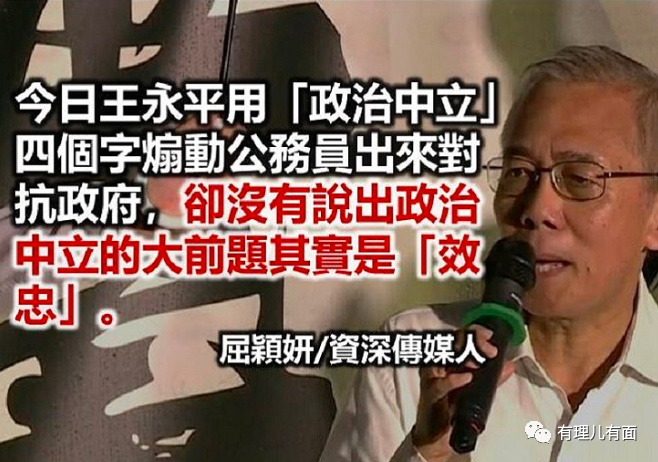 今日王永平用「政治中立」
四個字煽動公務員出來對
抗政府，卻沒有說出政治
中立的大前題其實是「效
忠」。
屈穎妍/資深傳媒人
有理儿有面